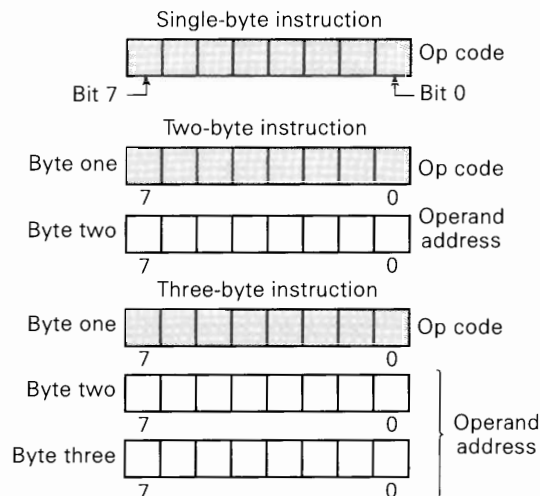 Single-byte instruction
Op code
Bit 7
Bit 0
Two-byte instruction
Byte one
Op code
7 0
Byte two
Operand
address
7 0
Three-byte instruction
Byte one
Op code
7 0
Byte two
7 0
Operand
address
Byte three
7 0